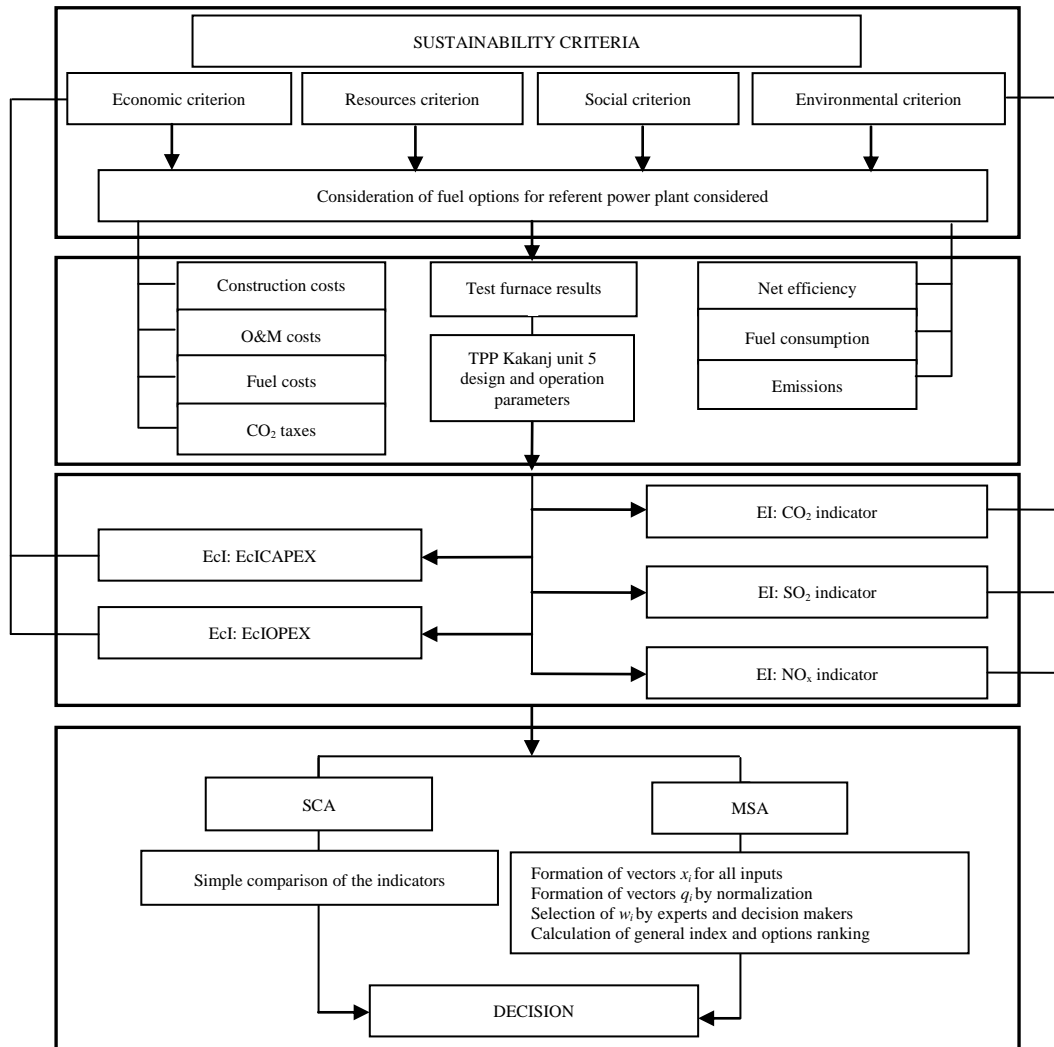 SUSTAINABILITY CRITERIA
Economic criterion
Resources criterion
Social criterion
Environmental criterion
Consideration of fuel options for referent power plant considered
Construction costs
O&M costs
Fuel costs
CO₂ taxes
Test furnace results
TPP Kakanj unit 5
design and operation
parameters
Net efficiency
Fuel consumption
Emissions
EcI: EcICAPEX
EcI: EcIOPEX
EI: CO₂ indicator
EI: SO₂ indicator
EI: NOₓ indicator
SCA
Simple comparison of the indicators
MSA
Formation of vectors xᵢ for all inputs
Formation of vectors qᵢ by normalization
Selection of wᵢ by experts and decision makers
Calculation of general index and options ranking
DECISION